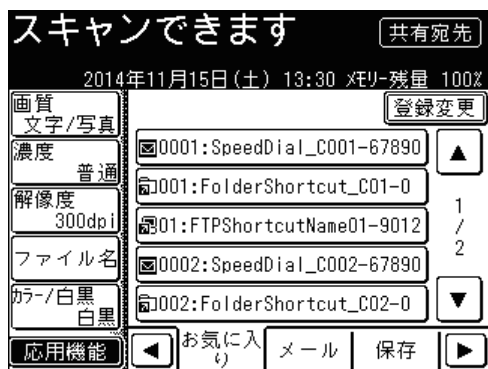 スキャンできます
共有宛先
2014年11月15日(土) 13:30 ﾒﾓﾘｰ残量 100%
画質
文字/写真
登録変更
濃度
普通
0001:SpeedDial_C001-67890
解像度
300dpi
001:FolderShortcut_C01-0
01:FTPShortcutName01-9012
1
/
2
ファイル名
0002:SpeedDial_C002-67890
ｶﾗｰ/白黒
白黒
002:FolderShortcut_C02-0
応用機能
お気に入
り
メール
保存